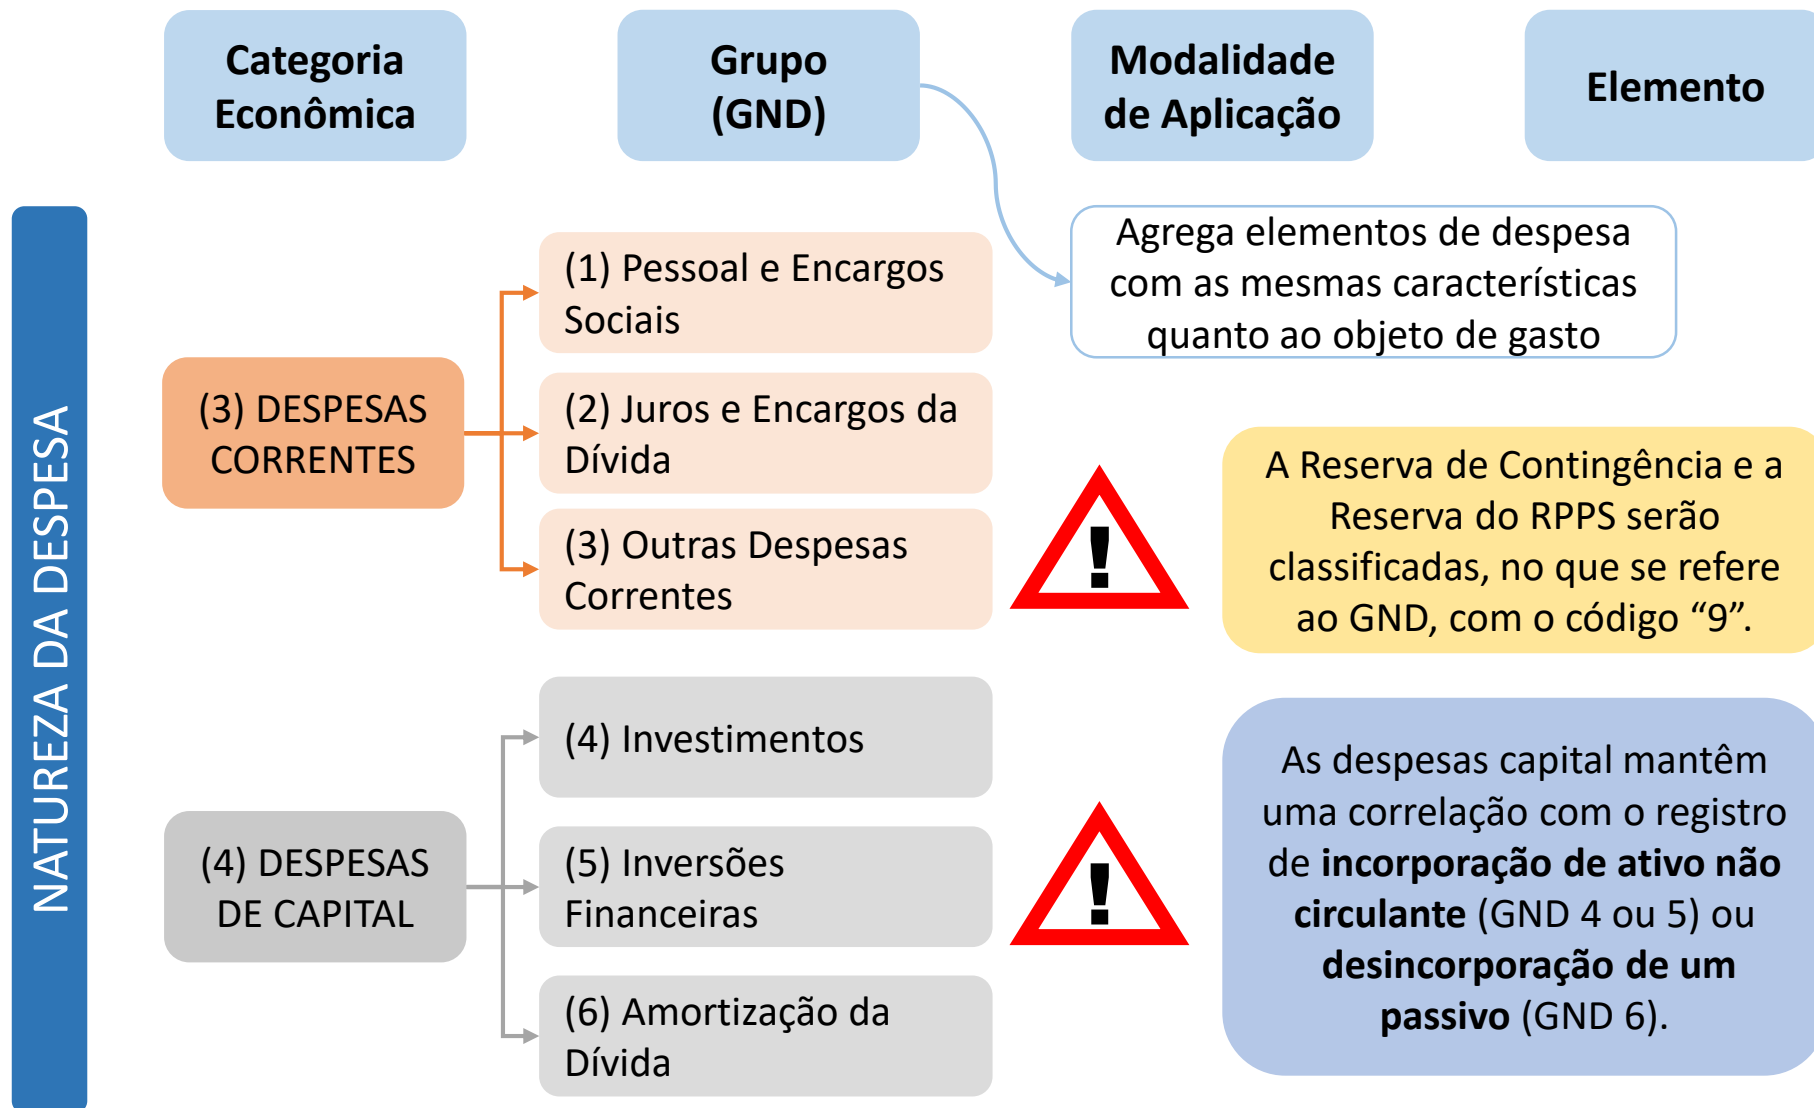 Categoria
Econômica
Grupo
(GND)
Modalidade
de Aplicação
Elemento
NATUREZA DA DESPESA
Agrega elementos de despesa
com as mesmas características
quanto ao objeto de gasto
(3) DESPESAS
CORRENTES
(1) Pessoal e Encargos
Sociais
(2) Juros e Encargos da
Dívida
(3) Outras Despesas
Correntes
!
A Reserva de Contingência e a
Reserva do RPPS serão
classificadas, no que se refere
ao GND, com o código “9”.
(4) DESPESAS
DE CAPITAL
(4) Investimentos
(5) Inversões
Financeiras
(6) Amortização da
Dívida
!
As despesas capital mantêm
uma correlação com o registro
de incorporação de ativo não
circulante (GND 4 ou 5) ou
desincorporação de um
passivo (GND 6).